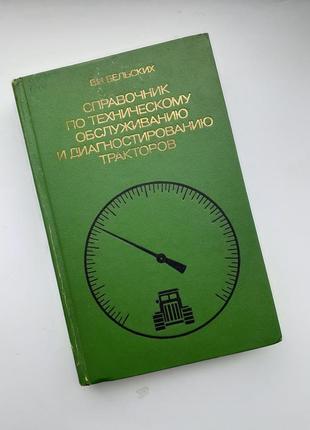 В.И. БЕЛЬСКИХ
СПРАВОЧНИК
ПО ТЕХНИЧЕСКОМУ
ОБСЛУЖИВАНИЮ
И ДИАГНОСТИРОВАНИЮ
ТРАКТОРОВ